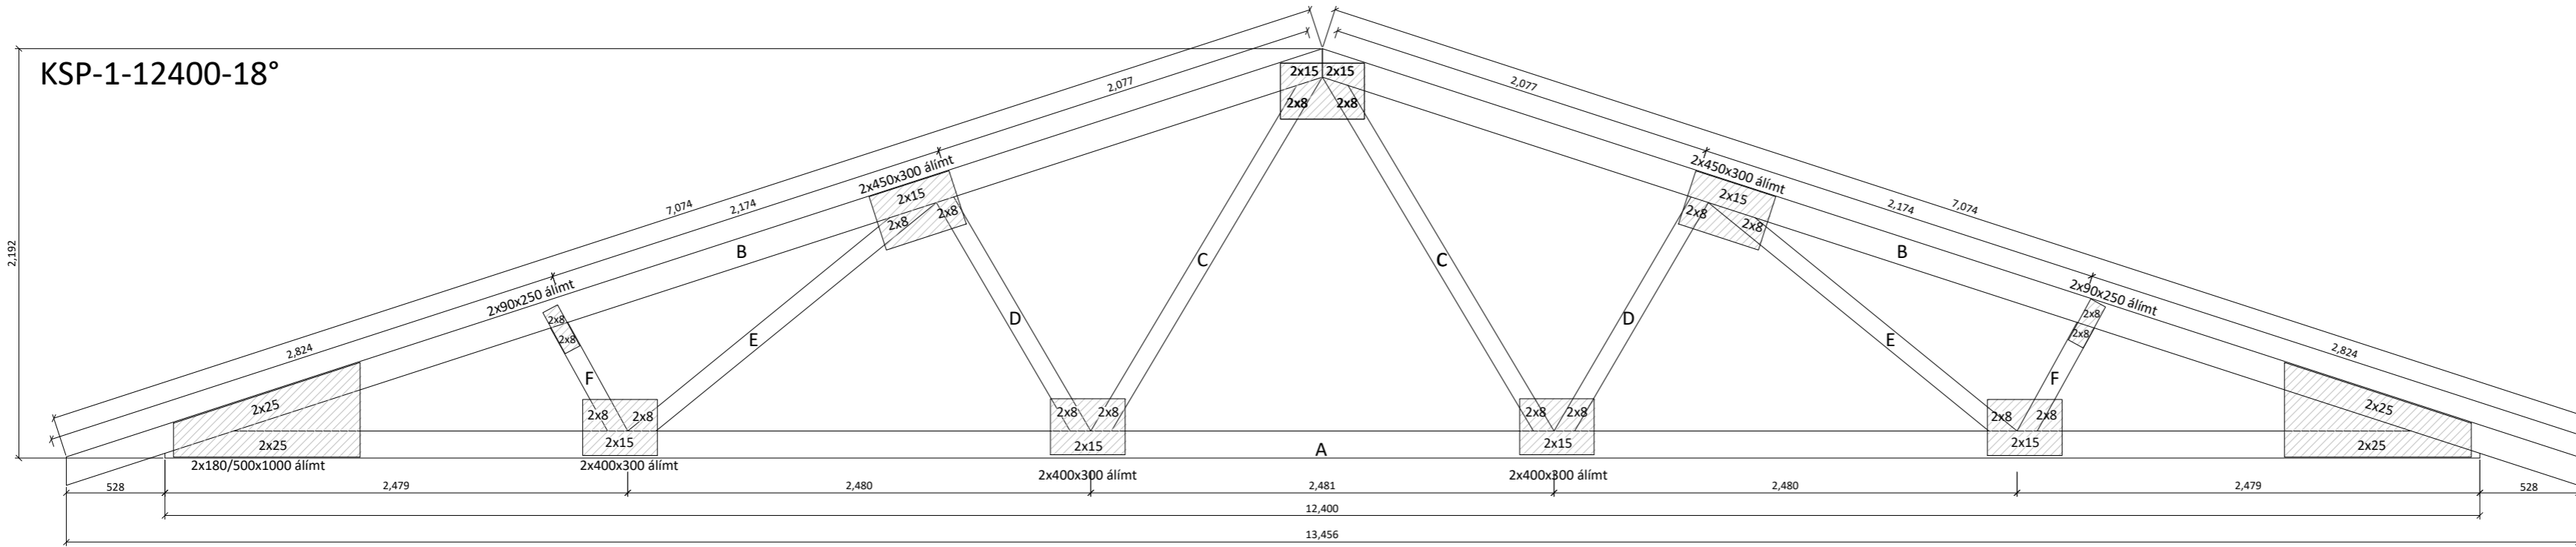 KSP-1-12400-18°
2,192
7,074
2,077
2,174
2,824
2,077
7,074
2,174
2,824
2x15 2x15
2x8 2x8
2x450x300 álímt
2x15
2x8 2x8
2x450x300 álímt
2x15
2x8 2x8
B
B
C
C
2x90x250 álímt
2x8
2x8
2x90x250 álímt
2x8
2x8
D
D
E
E
F
F
2x25
2x25
2x180/500x1000 álímt
2x8 2x8
2x15
2x400x300 álímt
2x8 2x8
2x15
2x400x300 álímt
A
2x8 2x8
2x15
2x400x300 álímt
2x8 2x8
2x15
2x25
2x25
528 2,479 2,480 2,481 2,480 2,479 528
12,400
13,456